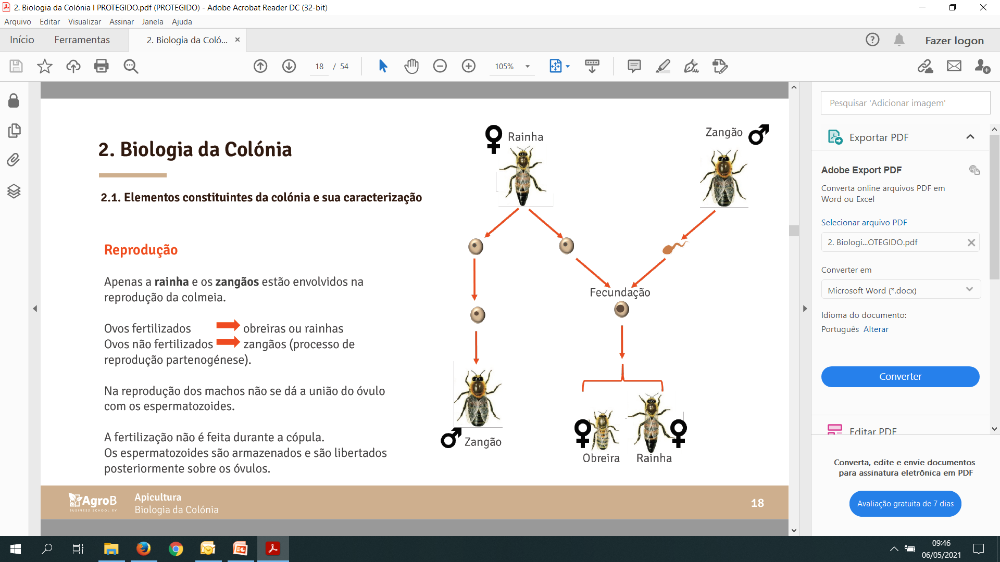 2. Biologia da Colónia I PROTEGIDO.pdf (PROTEGIDO) - Adobe Acrobat Reader DC (32-bit)
Arquivo Editar Visualizar Assinar Janela Ajuda
Início Ferramentas 2. Biologia da Coló... × Fazer logon
18 / 54 105%
2. Biologia da Colónia
2.1. Elementos constituintes da colónia e sua caracterização
Reprodução
Apenas a rainha e os zangãos estão envolvidos na
reprodução da colmeia.
Ovos fertilizados obreiras ou rainhas
Ovos não fertilizados zangãos (processo de
reprodução partenogénese).
Na reprodução dos machos não se dá a união do óvulo
com os espermatozoides.
A fertilização não é feita durante a cópula.
Os espermatozoides são armazenados e são libertados
posteriormente sobre os óvulos.
Rainha
Zangão
Fecundação
Zangão
Obreira Rainha
AgroB
BUSINESS SCHOOL EV
Apicultura
Biologia da Colónia
18
Pesquisar 'Adicionar imagem'
Exportar PDF
Adobe Export PDF
Converta online arquivos PDF em
Word ou Excel
Selecionar arquivo PDF
2. Biologi...OTEGIDO.pdf
Converter em
Microsoft Word (*.docx)
Idioma do documento:
Português Alterar
Converter
Editar PDF
Converta, edite e envie documentos
para assinatura eletrônica em PDF
Avaliação gratuita de 7 dias
09:46
06/05/2021